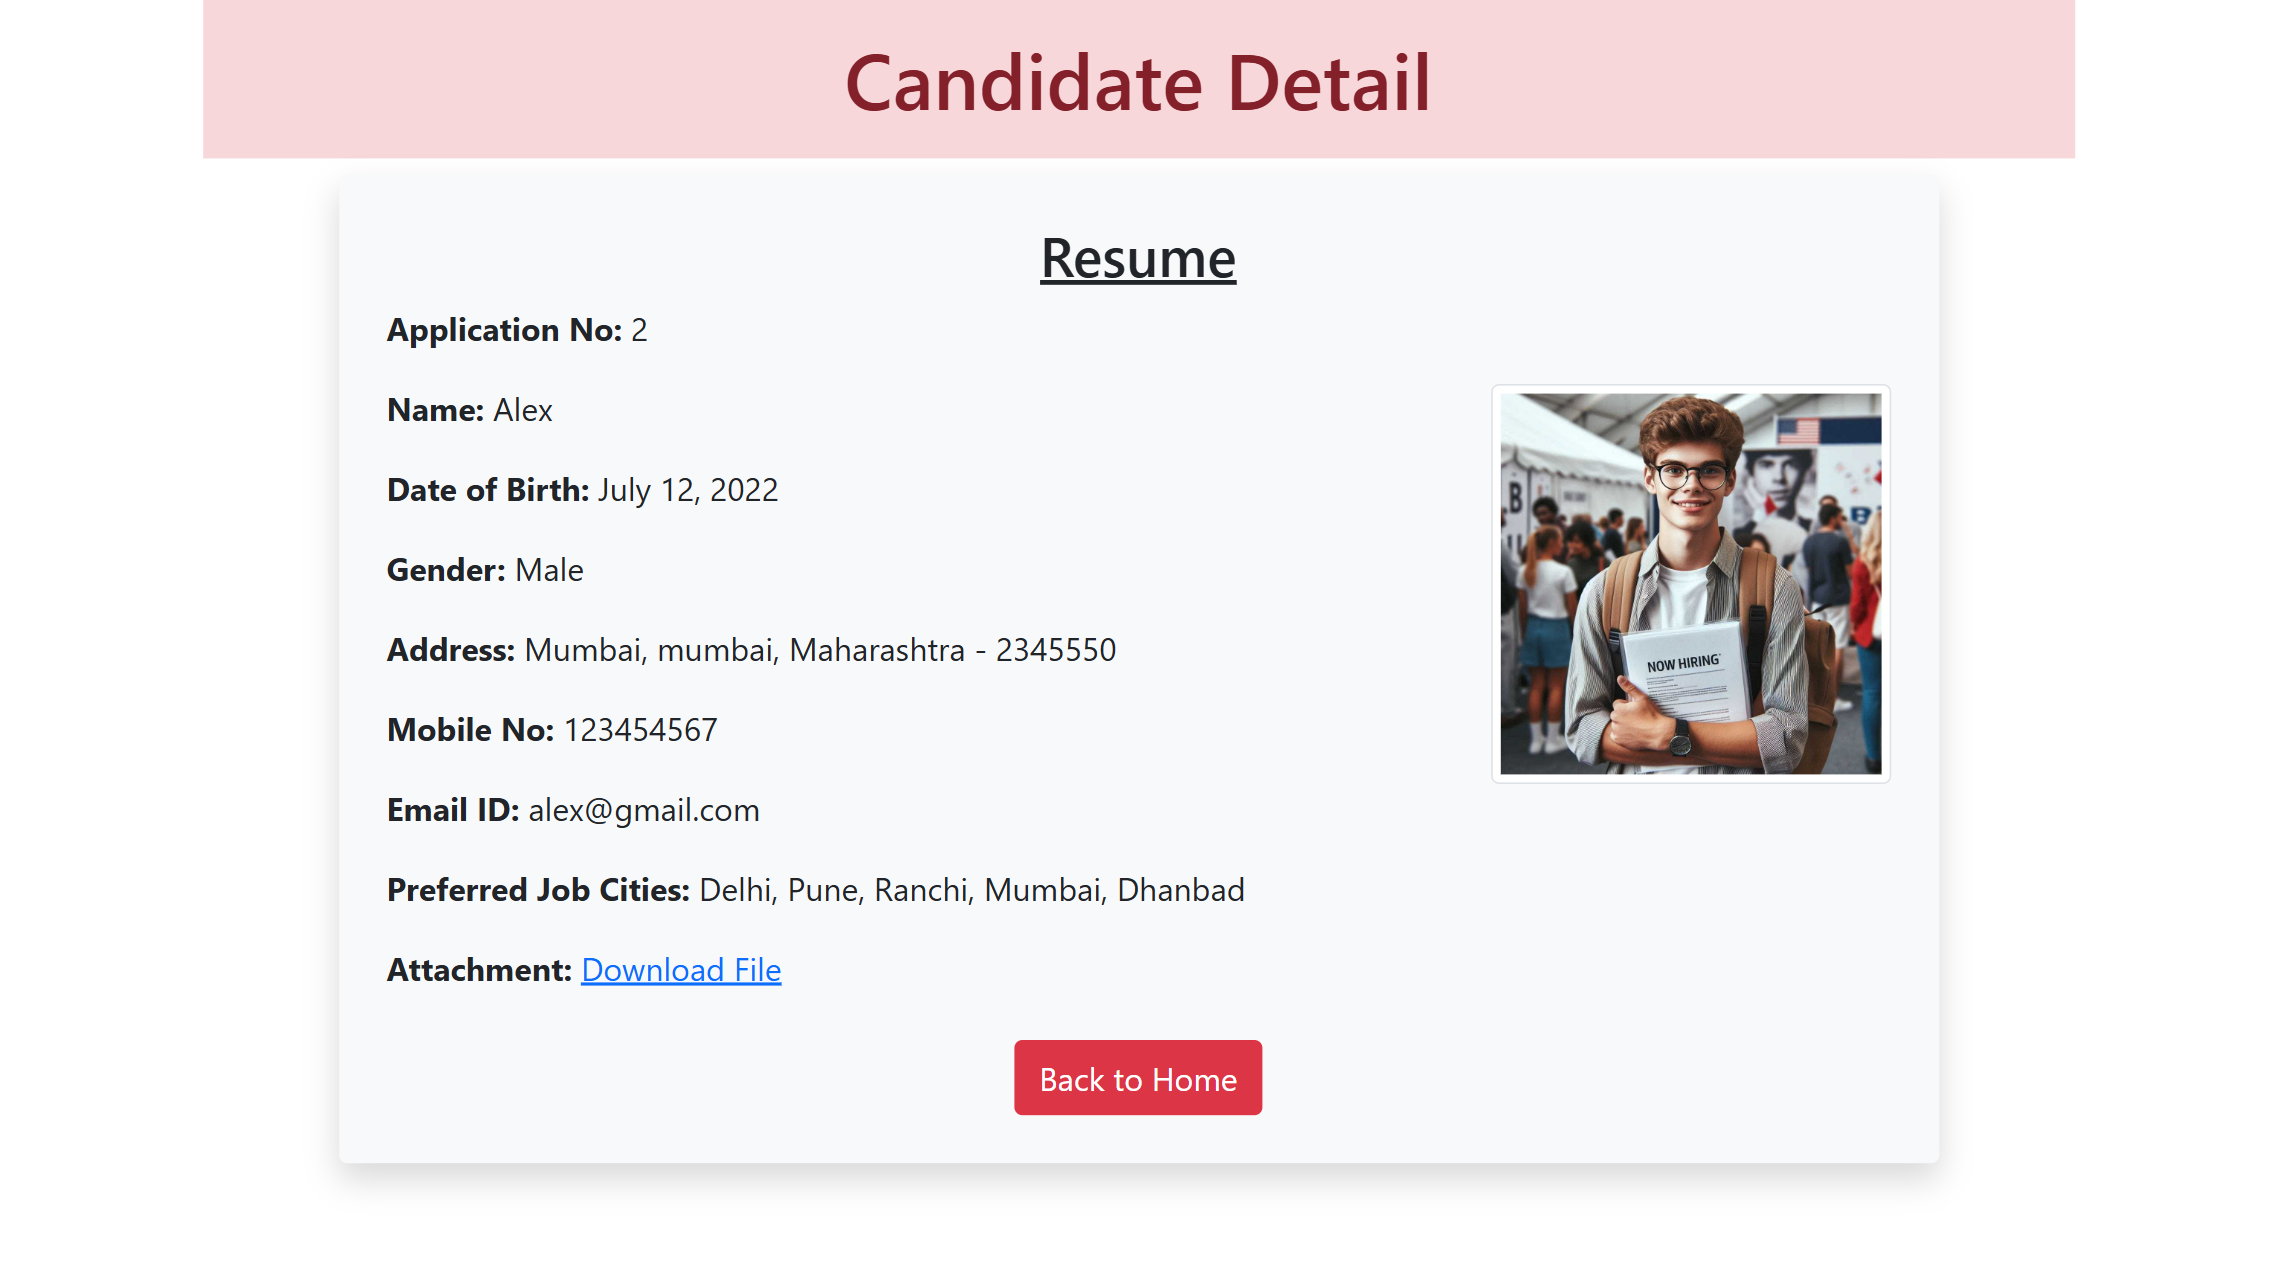 Candidate Detail
Resume
Application No: 2
Name: Alex
Date of Birth: July 12, 2022
Gender: Male
Address: Mumbai, mumbai, Maharashtra - 2345550
Mobile No: 123454567
Email ID: alex@gmail.com
Preferred Job Cities: Delhi, Pune, Ranchi, Mumbai, Dhanbad
Attachment: Download File
Back to Home
NOW HIRING